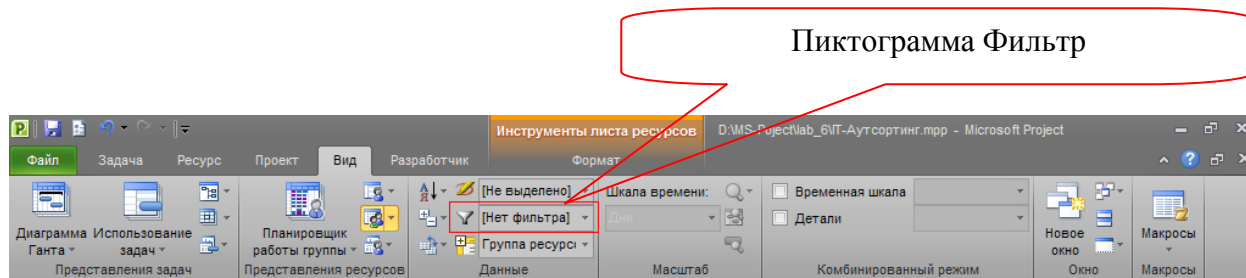 Пиктограмма Фильтр
Инструменты листа ресурсов D:\MS-Poject\lab_6\IT-Аутсортинг.mpp - Microsoft Project
Файл Задача Ресурс Проект Вид Разработчик Формат
[Не выделено] Шкала времени: Временная шкала
[Нет фильтра] Дни Детали
Диаграмма Ганта Использование задач Планировщик работы группы Группа ресурс Новое окно Макросы
Представления задач Представления ресурсов Данные Масштаб Комбинированный режим Окно Макросы